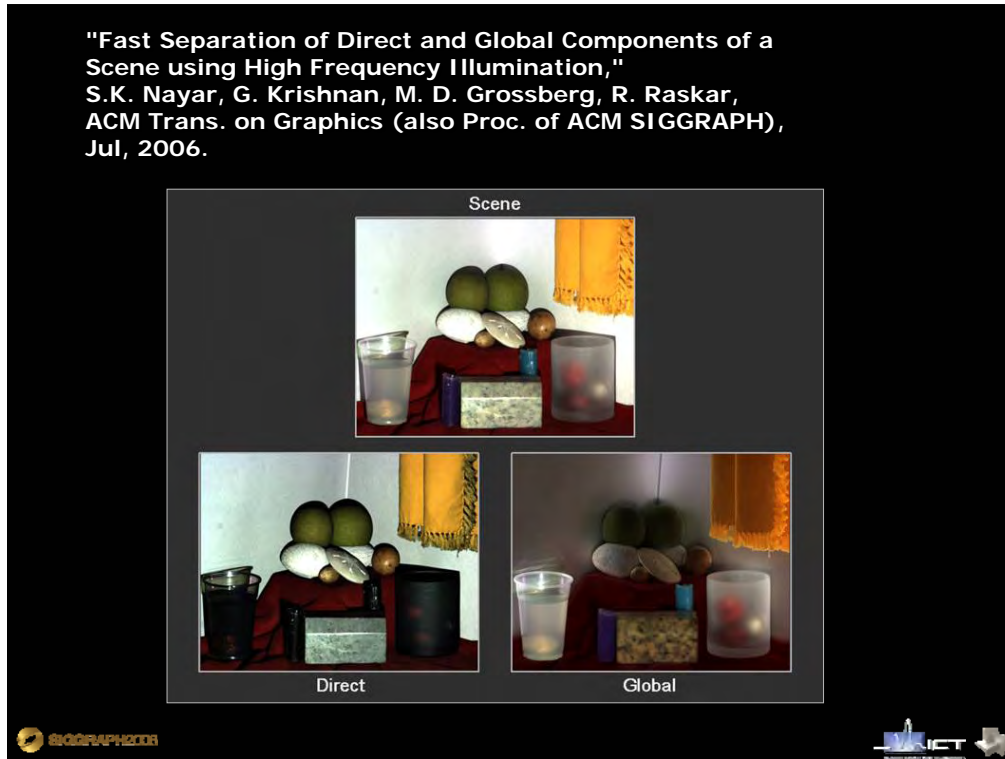 "Fast Separation of Direct and Global Components of a
Scene using High Frequency Illumination,"
S.K. Nayar, G. Krishnan, M. D. Grossberg, R. Raskar,
ACM Trans. on Graphics (also Proc. of ACM SIGGRAPH),
Jul, 2006.
Scene
Direct
Global
ICT